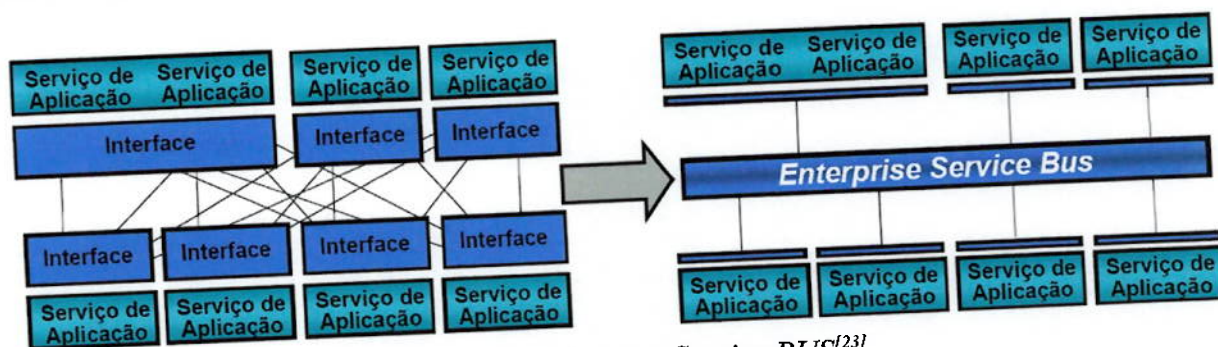 Serviço de Serviço de
Aplicação Aplicação
Serviço de
Aplicação
Serviço de
Aplicação
Interface
Interface
Interface
Interface
Interface
Interface
Interface
Serviço de
Aplicação
Serviço de
Aplicação
Serviço de
Aplicação
Serviço de
Aplicação
Serviço de Serviço de
Aplicação Aplicação
Serviço de
Aplicação
Serviço de
Aplicação
Enterprise Service Bus
Serviço de
Aplicação
Serviço de
Aplicação
Serviço de
Aplicação
Serviço de
Aplicação
Service BUS[23]